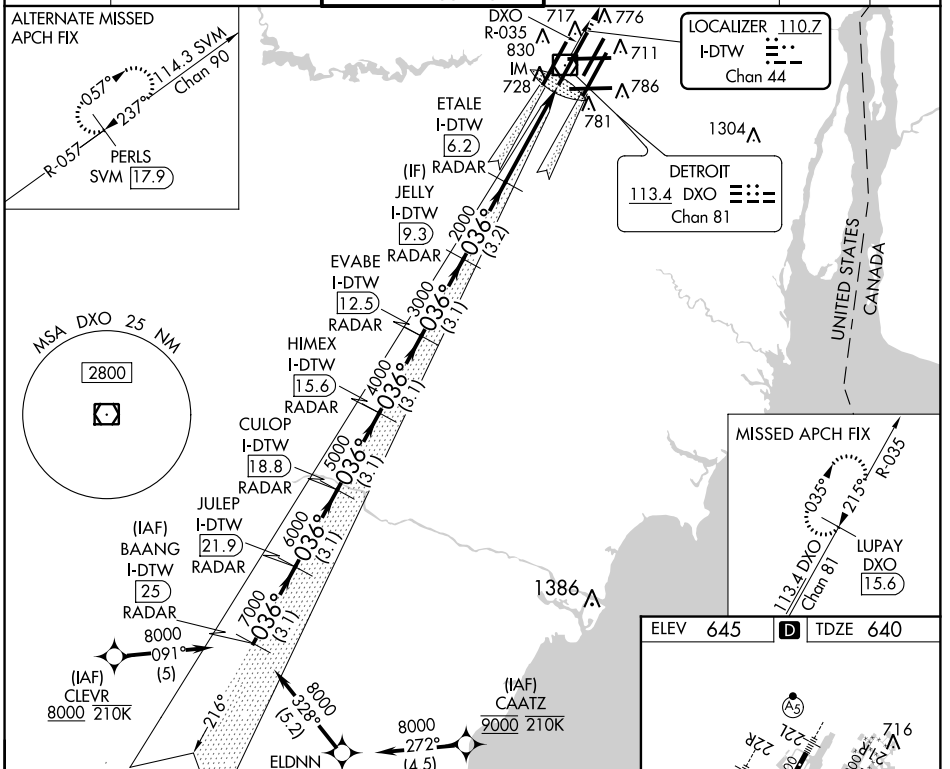 ALTERNATE MISSED
APCH FIX
057°
237°
114.3 SVM
Chan 90
R-057
PERLS
SVM 17.9
DXO
R-035
717
776
830
IM
728
711
786
781
1304
LOCALIZER 110.7
I-DTW
Chan 44
DETROIT
113.4 DXO
Chan 81
UNITED STATES
CANADA
ETALE
I-DTW
6.2
RADAR
(IF)
JELLY
I-DTW
9.3
RADAR
2000
036°
(3.2)
EVABE
I-DTW
12.5
RADAR
3000
036°
(3.1)
HIMEX
I-DTW
15.6
RADAR
4000
036°
(3.1)
CULOP
I-DTW
18.8
RADAR
5000
036°
(3.1)
JULEP
I-DTW
21.9
RADAR
6000
036°
(3.1)
(IAF)
BAANG
I-DTW
25
RADAR
7000
036°
(3.1)
MSA DXO 25 NM
2800
8000
091°
(5)
(IAF)
CLEVR
8000 210K
216°
8000
328°
(5.2)
ELDNN
8000
272°
(4.5)
(IAF)
CAATZ
9000 210K
1386
MISSED APCH FIX
035°
215°
R-035
113.4 DXO
Chan 81
LUPAY
DXO
15.6
ELEV 645 D TDZE 640
A5
22R
22L
716